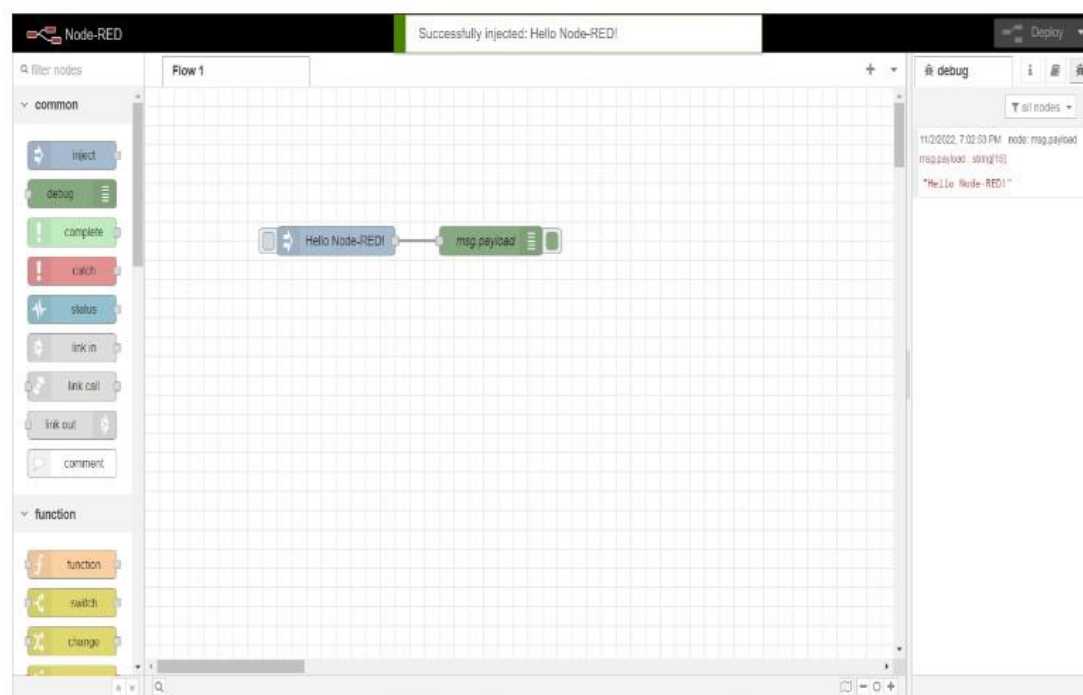 Node-RED
Successfully injected: Hello Node-RED!
Deploy
filter nodes
Flow 1
debug
i
all nodes
common
inject
debug
complete
catch
status
link in
link call
link out
comment
function
function
switch
change
Hello Node-RED!
msg.payload
11/2/2022, 7:02:53 PM node: msg.payload
msg.payload : string[15]
"Hello Node-RED!"